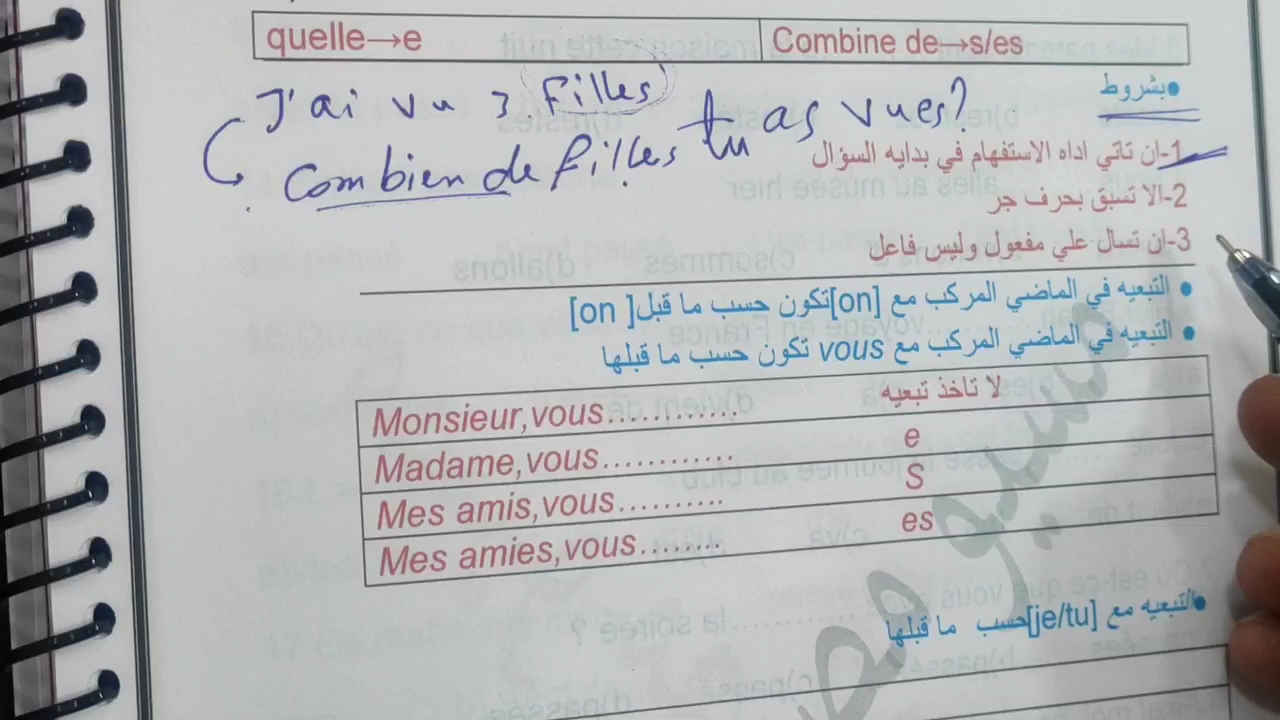 quelle→e
Combine de→s/es
•بشروط
J'ai vu 3 filles
Combien de filles tu as vues?
1-ان تاتي اداه الاستفهام في بدايه السؤال
2-الا تسبق بحرف جر
3-ان تسال علي مفعول وليس فاعل
• التبعيه في الماضي المركب مع [on]تكون حسب ما قبل[on ]
• التبعيه في الماضي المركب مع vous تكون حسب ما قبلها
Monsieur,vous............ لا تاخذ تبعيه
Madame,vous............ e
Mes amis,vous.......... S
Mes amies,vous........ es
•التبعيه مع [je/tu]حسب ما قبلها